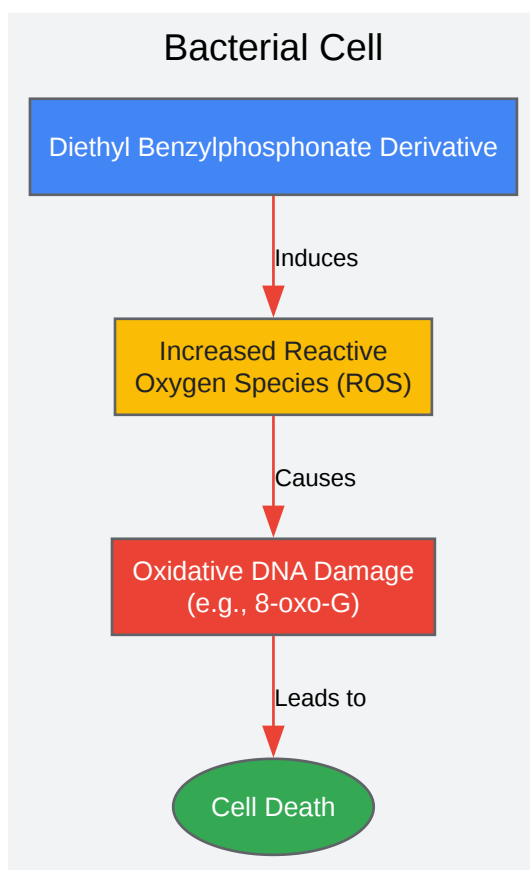 Bacterial Cell
Diethyl Benzylphosphonate Derivative
Induces
Increased Reactive
Oxygen Species (ROS)
Causes
Oxidative DNA Damage
(e.g., 8-oxo-G)
Leads to
Cell Death